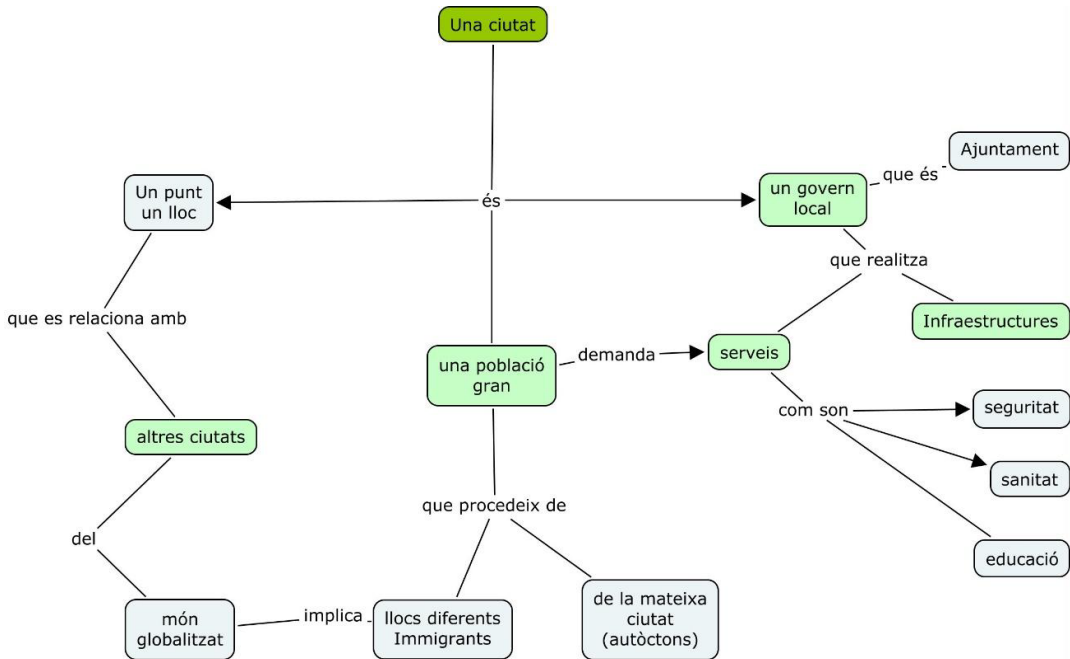 Una ciutat
Ajuntament
que és
Un punt
un lloc
és
un govern
local
que realitza
que es relaciona amb
Infraestructures
una població
gran
demanda
serveis
com son
seguritat
altres ciutats
sanitat
que procedeix de
del
educació
món
globalitzat
implica
llocs diferents
Immigrants
de la mateixa
ciutat
(autòctons)